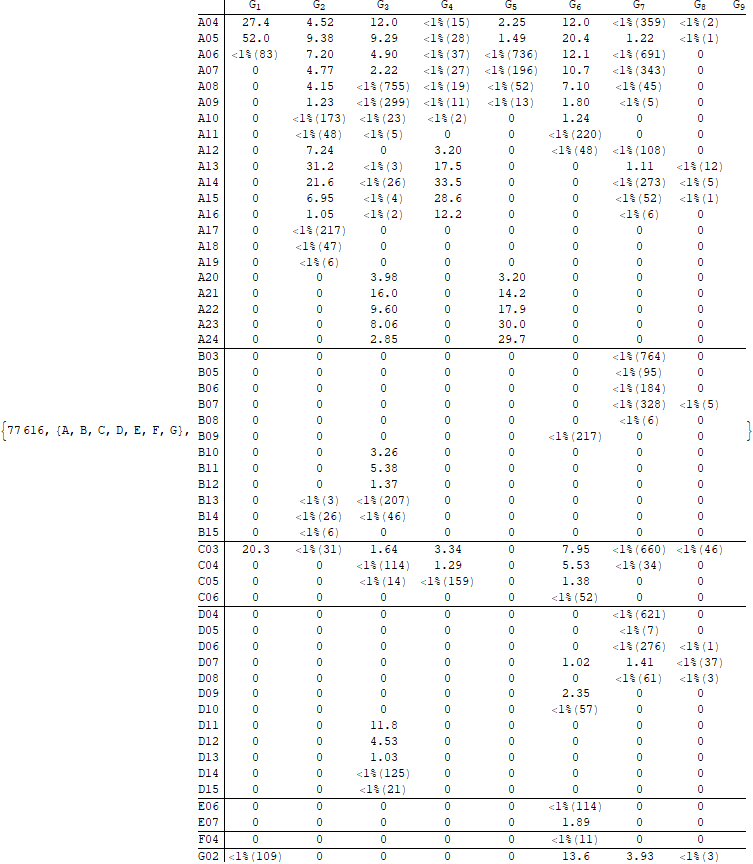 G1 G2 G3 G4 G5 G6 G7 G8 G9
A04 27.4 4.52 12.0 <1%(15) 2.25 12.0 <1%(359) <1%(2)
A05 52.0 9.38 9.29 <1%(28) 1.49 20.4 1.22 <1%(1)
A06 <1%(83) 7.20 4.90 <1%(37) <1%(736) 12.1 <1%(691) 0
A07 0 4.77 2.22 <1%(27) <1%(196) 10.7 <1%(343) 0
A08 0 4.15 <1%(755) <1%(19) <1%(52) 7.10 <1%(45) 0
A09 0 1.23 <1%(299) <1%(11) <1%(13) 1.80 <1%(5) 0
A10 0 <1%(173) <1%(23) <1%(2) 0 1.24 0 0
A11 0 <1%(48) <1%(5) 0 0 <1%(220) 0 0
A12 0 7.24 0 3.20 0 <1%(48) <1%(108) 0
A13 0 31.2 <1%(3) 17.5 0 0 1.11 <1%(12)
A14 0 21.6 <1%(26) 33.5 0 0 <1%(273) <1%(5)
A15 0 6.95 <1%(4) 28.6 0 0 <1%(52) <1%(1)
A16 0 1.05 <1%(2) 12.2 0 0 <1%(6) 0
A17 0 <1%(217) 0 0 0 0 0 0
A18 0 <1%(47) 0 0 0 0 0 0
A19 0 <1%(6) 0 0 0 0 0 0
A20 0 0 3.98 0 3.20 0 0 0
A21 0 0 16.0 0 14.2 0 0 0
A22 0 0 9.60 0 17.9 0 0 0
A23 0 0 8.06 0 30.0 0 0 0
A24 0 0 2.85 0 29.7 0 0 0
B03 0 0 0 0 0 0 <1%(764) 0
B05 0 0 0 0 0 0 <1%(95) 0
B06 0 0 0 0 0 0 <1%(184) 0
B07 0 0 0 0 0 0 <1%(328) <1%(5)
B08 0 0 0 0 0 0 <1%(6) 0
{77616, {A, B, C, D, E, F, G}, }
B09 0 0 0 0 0 <1%(217) 0 0
B10 0 0 3.26 0 0 0 0 0
B11 0 0 5.38 0 0 0 0 0
B12 0 0 1.37 0 0 0 0 0
B13 0 <1%(3) <1%(207) 0 0 0 0 0
B14 0 <1%(26) <1%(46) 0 0 0 0 0
B15 0 <1%(6) 0 0 0 0 0 0
C03 20.3 <1%(31) 1.64 3.34 0 7.95 <1%(660) <1%(46)
C04 0 0 <1%(114) 1.29 0 5.53 <1%(34) 0
C05 0 0 <1%(14) <1%(159) 0 1.38 0 0
C06 0 0 0 0 0 <1%(52) 0 0
D04 0 0 0 0 0 0 <1%(621) 0
D05 0 0 0 0 0 0 <1%(7) 0
D06 0 0 0 0 0 0 <1%(276) <1%(1)
D07 0 0 0 0 0 1.02 1.41 <1%(37)
D08 0 0 0 0 0 0 <1%(61) <1%(3)
D09 0 0 0 0 0 2.35 0 0
D10 0 0 0 0 0 <1%(57) 0 0
D11 0 0 11.8 0 0 0 0 0
D12 0 0 4.53 0 0 0 0 0
D13 0 0 1.03 0 0 0 0 0
D14 0 0 <1%(125) 0 0 0 0 0
D15 0 0 <1%(21) 0 0 0 0 0
E06 0 0 0 0 0 <1%(114) 0 0
E07 0 0 0 0 0 1.89 0 0
F04 0 0 0 0 0 <1%(11) 0 0
G02 <1%(109) 0 0 0 0 13.6 3.93 <1%(3)